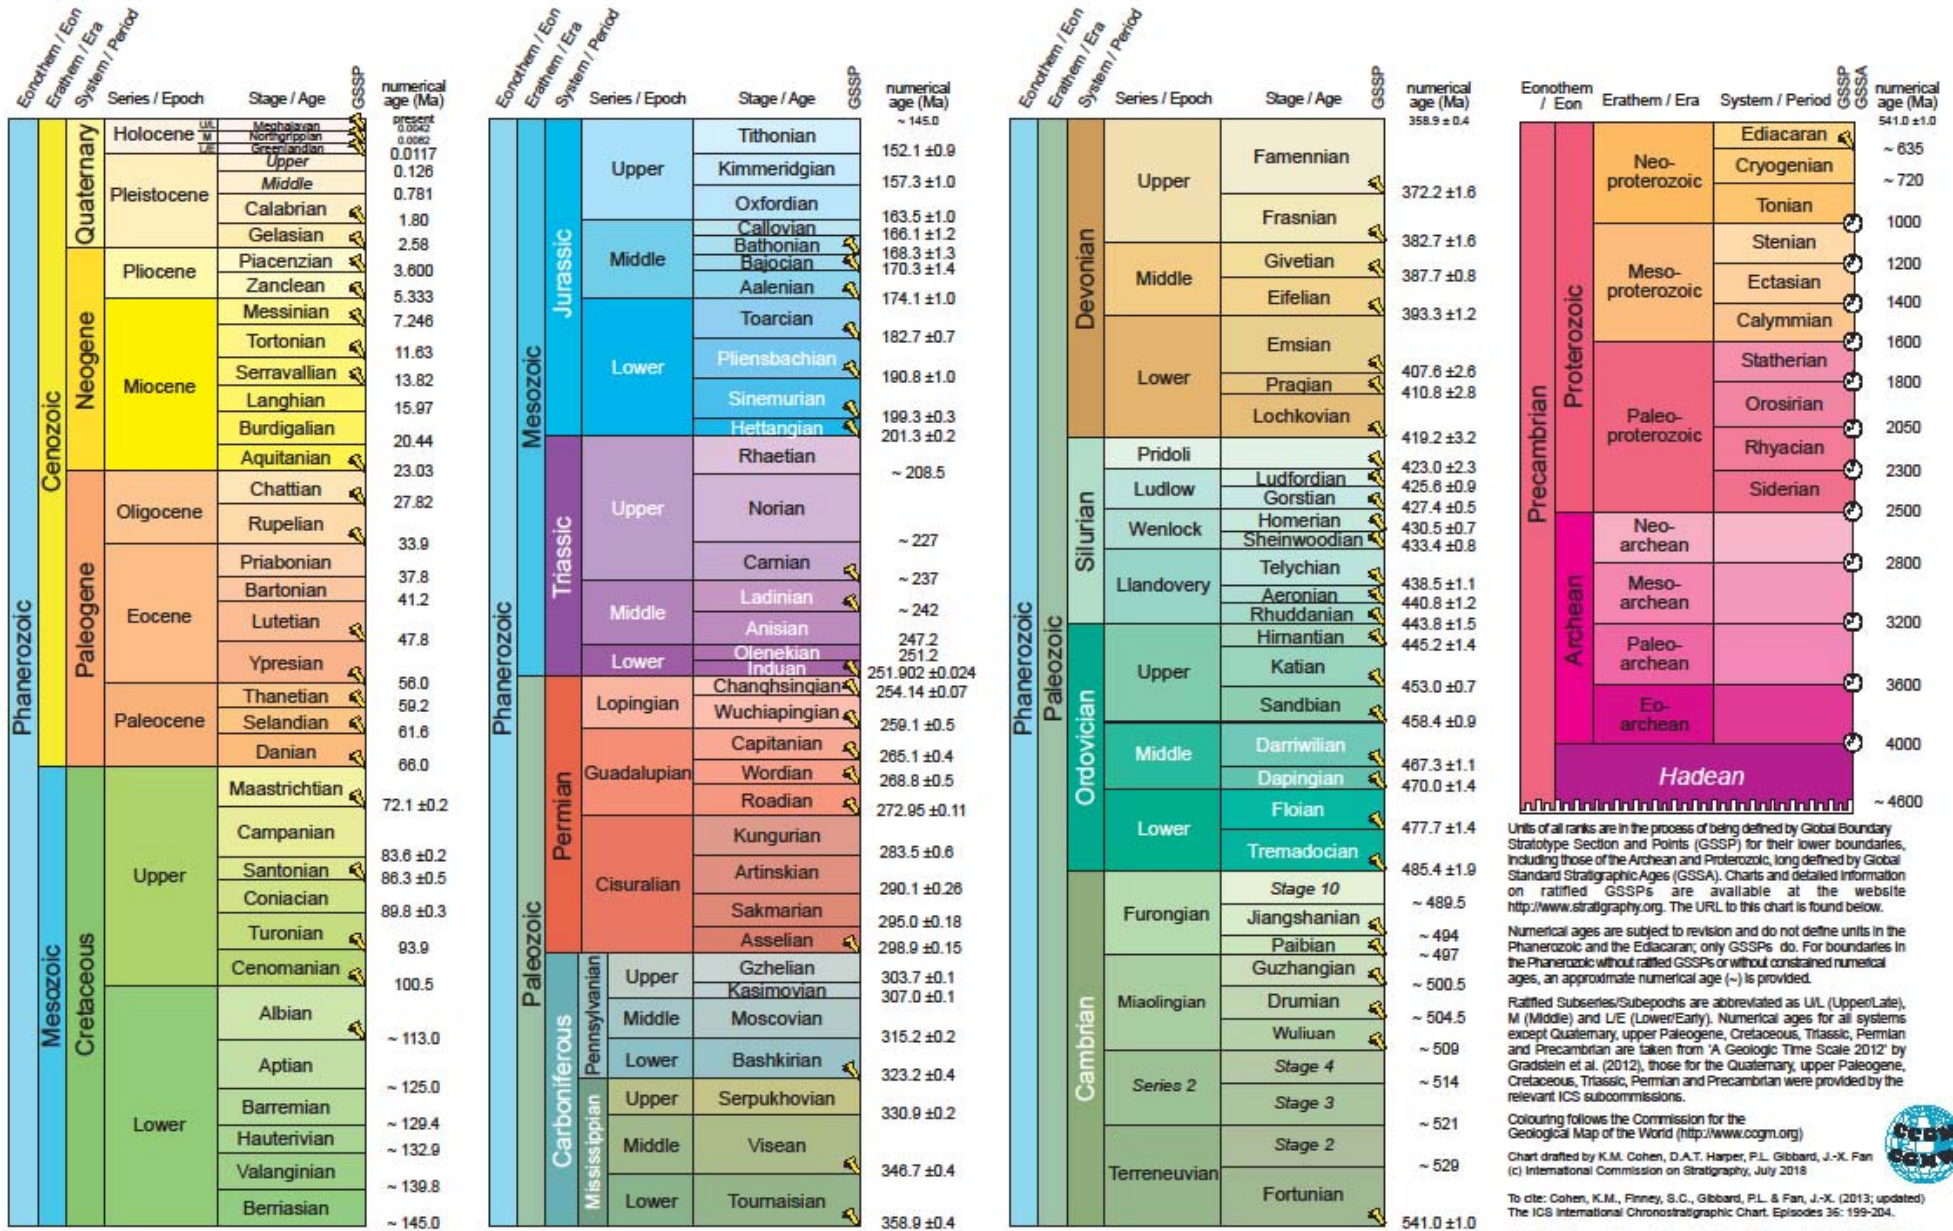 Eonothem / Eon
Erathem / Era
System / Period
Series / Epoch
Stage / Age
GSSP
numerical
age (Ma)
Phanerozoic
Cenozoic
Mesozoic
Quaternary
Neogene
Paleogene
Cretaceous
Holocene
U/L
M
L/E
Pleistocene
Pliocene
Miocene
Oligocene
Eocene
Paleocene
Upper
Lower
Meghalayan
Northgrippian
Greenlandian
Upper
Middle
Calabrian
Gelasian
Piacenzian
Zanclean
Messinian
Tortonian
Serravallian
Langhian
Burdigalian
Aquitanian
Chattian
Rupelian
Priabonian
Bartonian
Lutetian
Ypresian
Thanetian
Selandian
Danian
Maastrichtian
Campanian
Santonian
Coniacian
Turonian
Cenomanian
Albian
Aptian
Barremian
Hauterivian
Valanginian
Berriasian
present
0.0042
0.0082
0.0117
0.126
0.781
1.80
2.58
3.600
5.333
7.246
11.63
13.82
15.97
20.44
23.03
27.82
33.9
37.8
41.2
47.8
56.0
59.2
61.6
66.0
72.1 ±0.2
83.6 ±0.2
86.3 ±0.5
89.8 ±0.3
93.9
100.5
~ 113.0
~ 125.0
~ 129.4
~ 132.9
~ 139.8
~ 145.0
Eonothem / Eon
Erathem / Era
System / Period
Series / Epoch
Stage / Age
GSSP
numerical
age (Ma)
Phanerozoic
Mesozoic
Paleozoic
Jurassic
Triassic
Permian
Carboniferous
Pennsylvanian
Mississippian
Upper
Middle
Lower
Upper
Middle
Lower
Lopingian
Guadalupian
Cisuralian
Upper
Middle
Lower
Upper
Middle
Lower
Tithonian
Kimmeridgian
Oxfordian
Callovian
Bathonian
Bajocian
Aalenian
Toarcian
Pliensbachian
Sinemurian
Hettangian
Rhaetian
Norian
Carnian
Ladinian
Anisian
Olenekian
Induan
Changhsingian
Wuchiapingian
Capitanian
Wordian
Roadian
Kungurian
Artinskian
Sakmarian
Asselian
Gzhelian
Kasimovian
Moscovian
Bashkirian
Serpukhovian
Visean
Tournaisian
~ 145.0
152.1 ±0.9
157.3 ±1.0
163.5 ±1.0
166.1 ±1.2
168.3 ±1.3
170.3 ±1.4
174.1 ±1.0
182.7 ±0.7
190.8 ±1.0
199.3 ±0.3
201.3 ±0.2
~ 208.5
~ 227
~ 237
~ 242
247.2
251.2
251.902 ±0.024
254.14 ±0.07
259.1 ±0.5
265.1 ±0.4
268.8 ±0.5
272.95 ±0.11
283.5 ±0.6
290.1 ±0.26
295.0 ±0.18
298.9 ±0.15
303.7 ±0.1
307.0 ±0.1
315.2 ±0.2
323.2 ±0.4
330.9 ±0.2
346.7 ±0.4
358.9 ±0.4
Eonothem / Eon
Erathem / Era
System / Period
Series / Epoch
Stage / Age
GSSP
numerical
age (Ma)
Phanerozoic
Paleozoic
Devonian
Silurian
Ordovician
Cambrian
Upper
Middle
Lower
Pridoli
Ludlow
Wenlock
Llandovery
Upper
Middle
Lower
Furongian
Miaolingian
Series 2
Terreneuvian
Famennian
Frasnian
Givetian
Eifelian
Emsian
Pragian
Lochkovian
Ludfordian
Gorstian
Homerian
Sheinwoodian
Telychian
Aeronian
Rhuddanian
Hirnantian
Katian
Sandbian
Darriwilian
Dapingian
Floian
Tremadocian
Stage 10
Jiangshanian
Paibian
Guzhangian
Drumian
Wuliuan
Stage 4
Stage 3
Stage 2
Fortunian
358.9 ± 0.4
372.2 ±1.6
382.7 ±1.6
387.7 ±0.8
393.3 ±1.2
407.6 ±2.6
410.8 ±2.8
419.2 ±3.2
423.0 ±2.3
425.6 ±0.9
427.4 ±0.5
430.5 ±0.7
433.4 ±0.8
438.5 ±1.1
440.8 ±1.2
443.8 ±1.5
445.2 ±1.4
453.0 ±0.7
458.4 ±0.9
467.3 ±1.1
470.0 ±1.4
477.7 ±1.4
485.4 ±1.9
~ 489.5
~ 494
~ 497
~ 500.5
~ 504.5
~ 509
~ 514
~ 521
~ 529
541.0 ±1.0
Eonothem
/ Eon
Erathem / Era
System / Period
GSSP
GSSA
numerical
age (Ma)
Precambrian
Proterozoic
Archean
Hadean
Neo-
proterozoic
Meso-
proterozoic
Paleo-
proterozoic
Neo-
archean
Meso-
archean
Paleo-
archean
Eo-
archean
Ediacaran
Cryogenian
Tonian
Stenian
Ectasian
Calymmian
Statherian
Orosirian
Rhyacian
Siderian
541.0 ±1.0
~ 635
~ 720
1000
1200
1400
1600
1800
2050
2300
2500
2800
3200
3600
4000
~ 4600
Units of all ranks are in the process of being defined by Global Boundary
Stratotype Section and Points (GSSP) for their lower boundaries,
including those of the Archean and Proterozoic, long defined by Global
Standard Stratigraphic Ages (GSSA). Charts and detailed information
on ratified GSSPs are available at the website
http://www.stratigraphy.org. The URL to this chart is found below.
Numerical ages are subject to revision and do not define units in the
Phanerozoic and the Ediacaran; only GSSPs do. For boundaries in
the Phanerozoic without ratified GSSPs or without constrained numerical
ages, an approximate numerical age (~) is provided.
Ratified Subseries/Subepochs are abbreviated as U/L (Upper/Late),
M (Middle) and L/E (Lower/Early). Numerical ages for all systems
except Quaternary, upper Paleogene, Cretaceous, Triassic, Permian
and Precambrian are taken from 'A Geologic Time Scale 2012' by
Gradstein et al. (2012), those for the Quaternary, upper Paleogene,
Cretaceous, Triassic, Permian and Precambrian were provided by the
relevant ICS subcommissions.
Colouring follows the Commission for the
Geological Map of the World (http://www.ccgm.org)
Chart drafted by K.M. Cohen, D.A.T. Harper, P.L. Gibbard, J.-X. Fan
(c) International Commission on Stratigraphy, July 2018
To cite: Cohen, K.M., Finney, S.C., Gibbard, P.L. & Fan, J.-X. (2013; updated)
The ICS International Chronostratigraphic Chart. Episodes 36: 199-204.